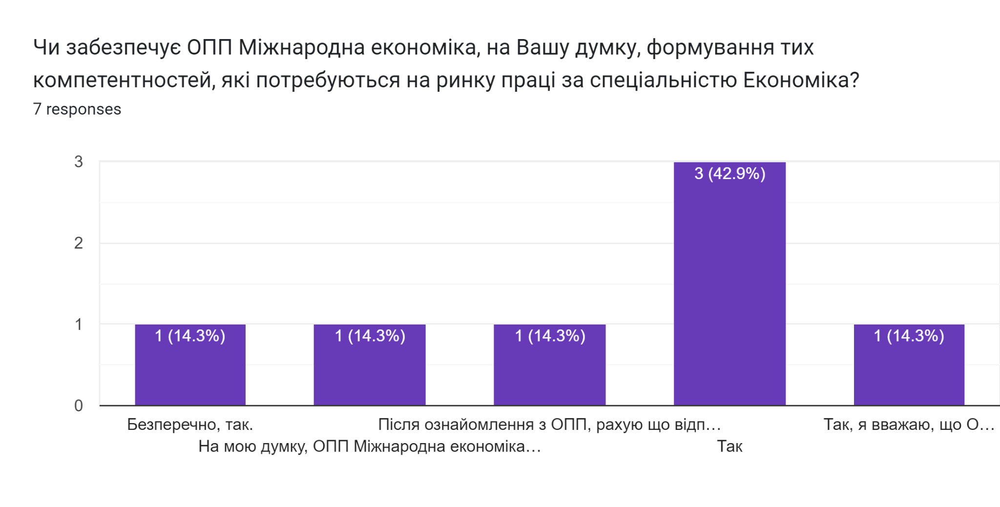 Чи забезпечує ОПП Міжнародна економіка, на Вашу думку, формування тих
компетентностей, які потребуються на ринку праці за спеціальністю Економіка?
7 responses
3
3 (42.9%)
2
1
1 (14.3%)
1 (14.3%)
1 (14.3%)
1 (14.3%)
0
Безперечно, так.
Після ознайомлення з ОПП, рахую що відп…
Так, я вважаю, що О…
На мою думку, ОПП Міжнародна економіка…
Так